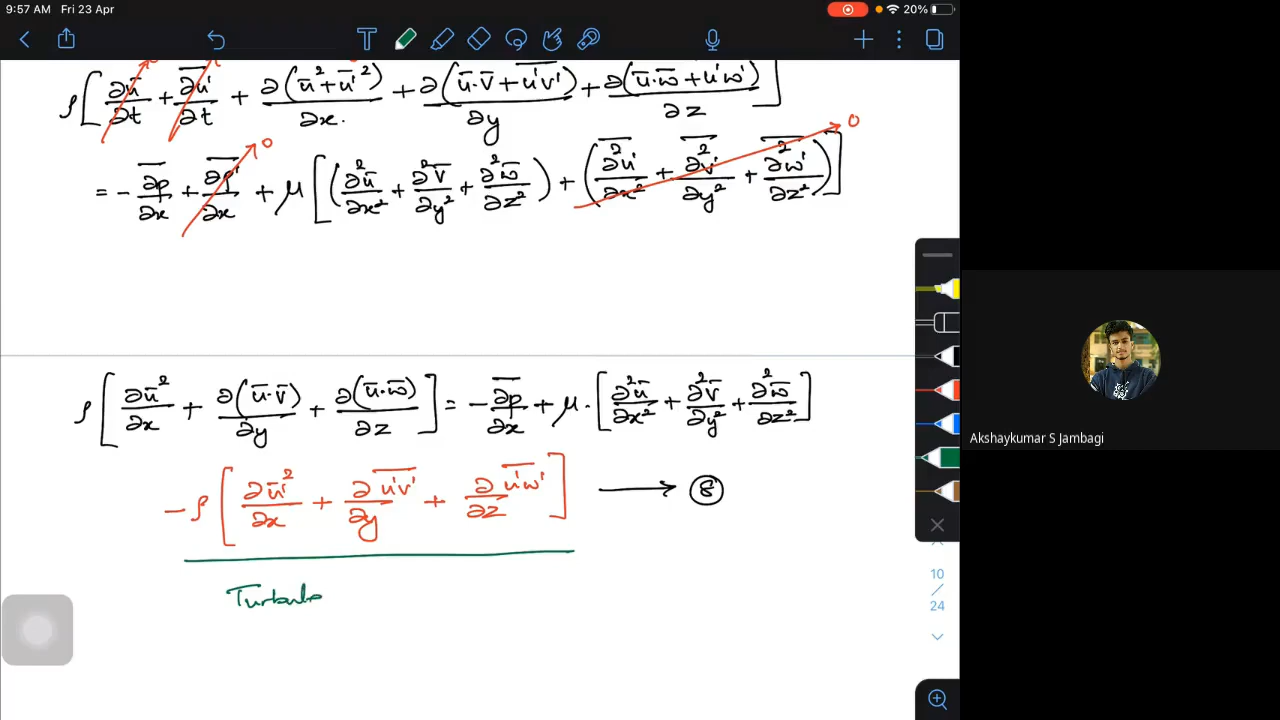 9:57 AM Fri 23 Apr 20%
ρ[∂ū/∂t + ∂ū'/∂t + ∂(ū² + ū'²)/∂x. + ∂(ū·v̄ + u'v')/∂y + ∂(ū·w̄ + u'w')/∂z]
= -∂p/∂x + ∂p'/∂x 0 + μ[(∂²ū/∂x² + ∂²v̄/∂y² + ∂²w̄/∂z²) + (∂²u'/∂x² + ∂²v'/∂y² + ∂²w'/∂z²)] 0
ρ[∂ū²/∂x + ∂(ū·v̄)/∂y + ∂(ū·w̄)/∂z] = -∂p/∂x + μ·[∂²ū/∂x² + ∂²v̄/∂y² + ∂²w̄/∂z²]
-ρ[∂ū'²/∂x + ∂u'v'/∂y + ∂u'w'/∂z] → 8
Turbule
Akshaykumar S Jambagi
10
/
24